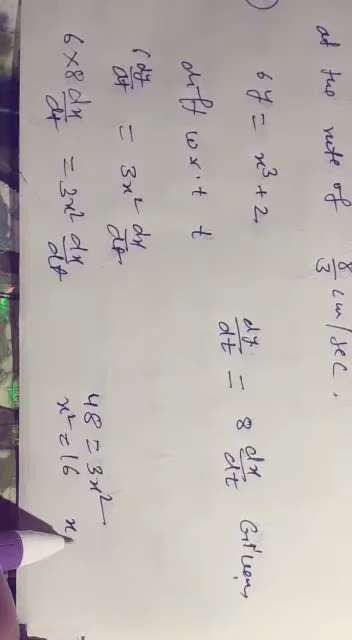 at the rate of 8/3 cm/sec.
6y = x³ + 2,
diff w.r.t t
dy/dt = 8 dx/dt Given,
6 dy/dt = 3x² dx/dt,
6 × 8 dx/dt = 3x² dx/dt
48 = 3x²
x² = 16
x